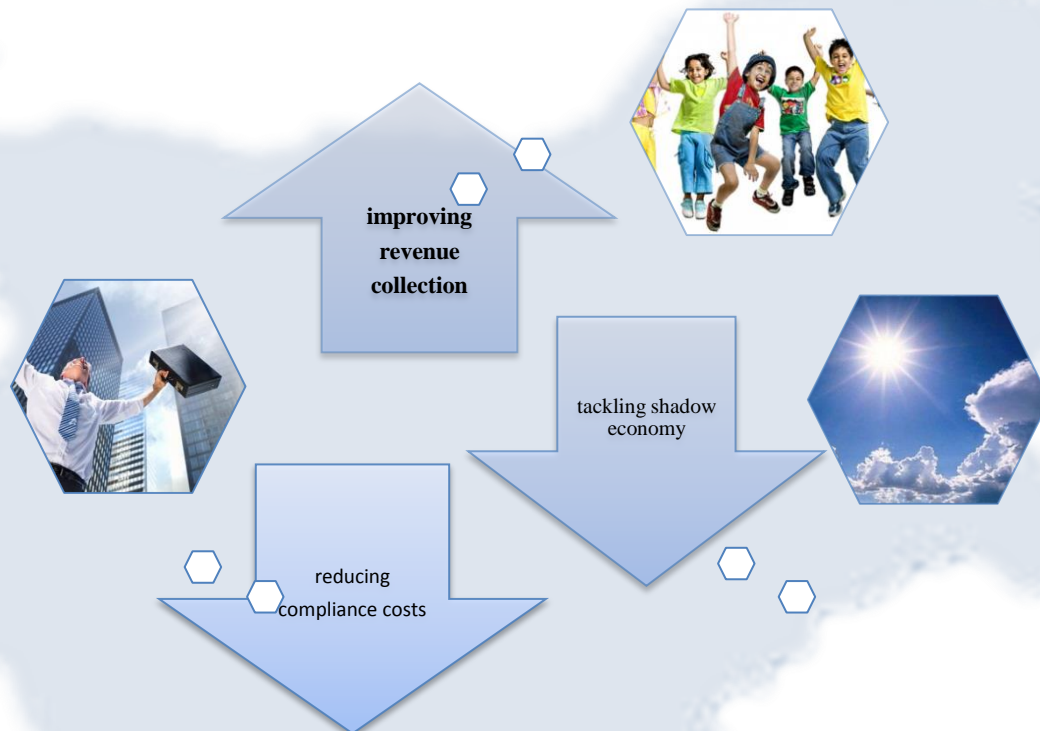 improving
revenue
collection
tackling shadow
economy
reducing
compliance costs